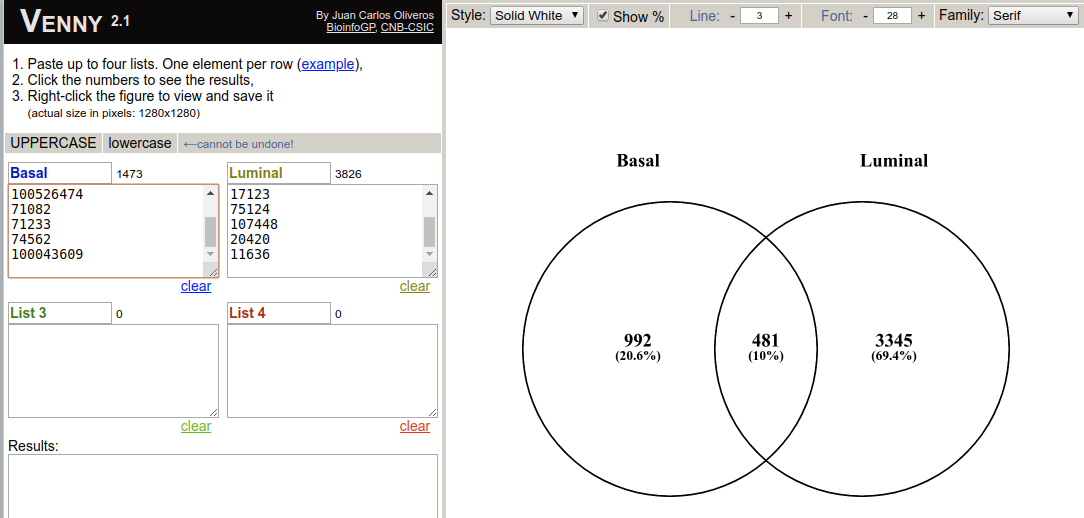 VENNY 2.1
By Juan Carlos Oliveros
BioinfoGP, CNB-CSIC
Style: Solid White Show % Line: - 3 + Font: - 28 + Family: Serif
1. Paste up to four lists. One element per row (example),
2. Click the numbers to see the results,
3. Right-click the figure to view and save it
(actual size in pixels: 1280x1280)
UPPERCASE lowercase ←cannot be undone!
Basal 1473
100526474
71082
71233
74562
100043609
clear
Luminal 3826
17123
75124
107448
20420
11636
clear
List 3 0
clear
List 4 0
clear
Results:
Basal Luminal
992 481 3345
(20.6%) (10%) (69.4%)